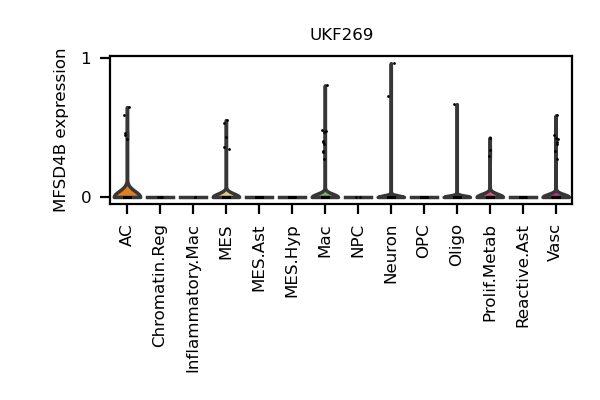 UKF269
MFSD4B expression
1
0
AC
Chromatin.Reg
Inflammatory.Mac
MES
MES.Ast
MES.Hyp
Mac
NPC
Neuron
OPC
Oligo
Prolif.Metab
Reactive.Ast
Vasc